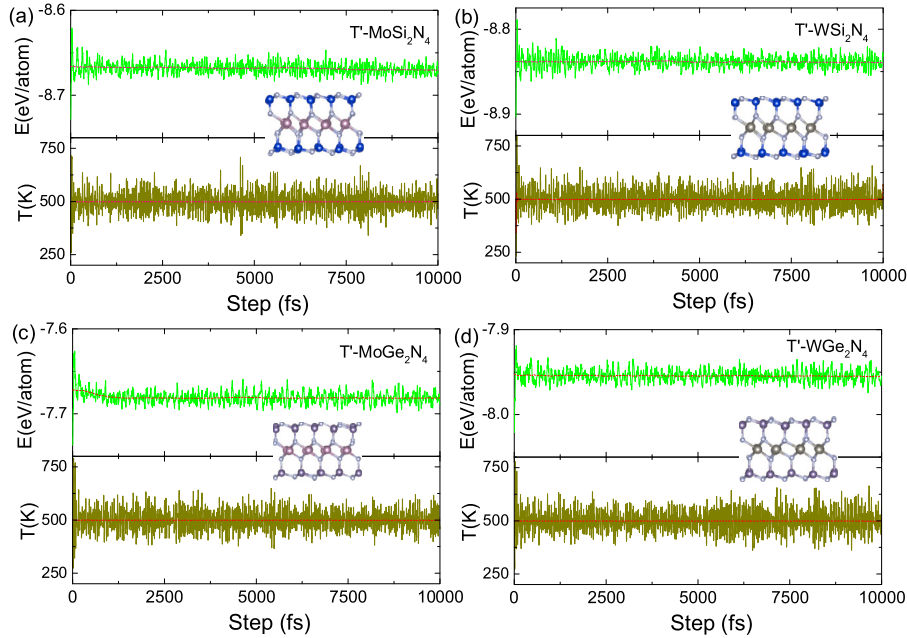 (a)
T'-MoSi₂N₄
-8.6
-8.7
E(eV/atom)
750
500
250
T(K)
0 2500 5000 7500 10000
Step (fs)
(b)
T'-WSi₂N₄
-8.8
-8.9
E(eV/atom)
750
500
250
T(K)
0 2500 5000 7500 10000
Step (fs)
(c)
T'-MoGe₂N₄
-7.6
-7.7
E(eV/atom)
750
500
250
T(K)
0 2500 5000 7500 10000
Step (fs)
(d)
T'-WGe₂N₄
-7.9
-8.0
E(eV/atom)
750
500
250
T(K)
0 2500 5000 7500 10000
Step (fs)